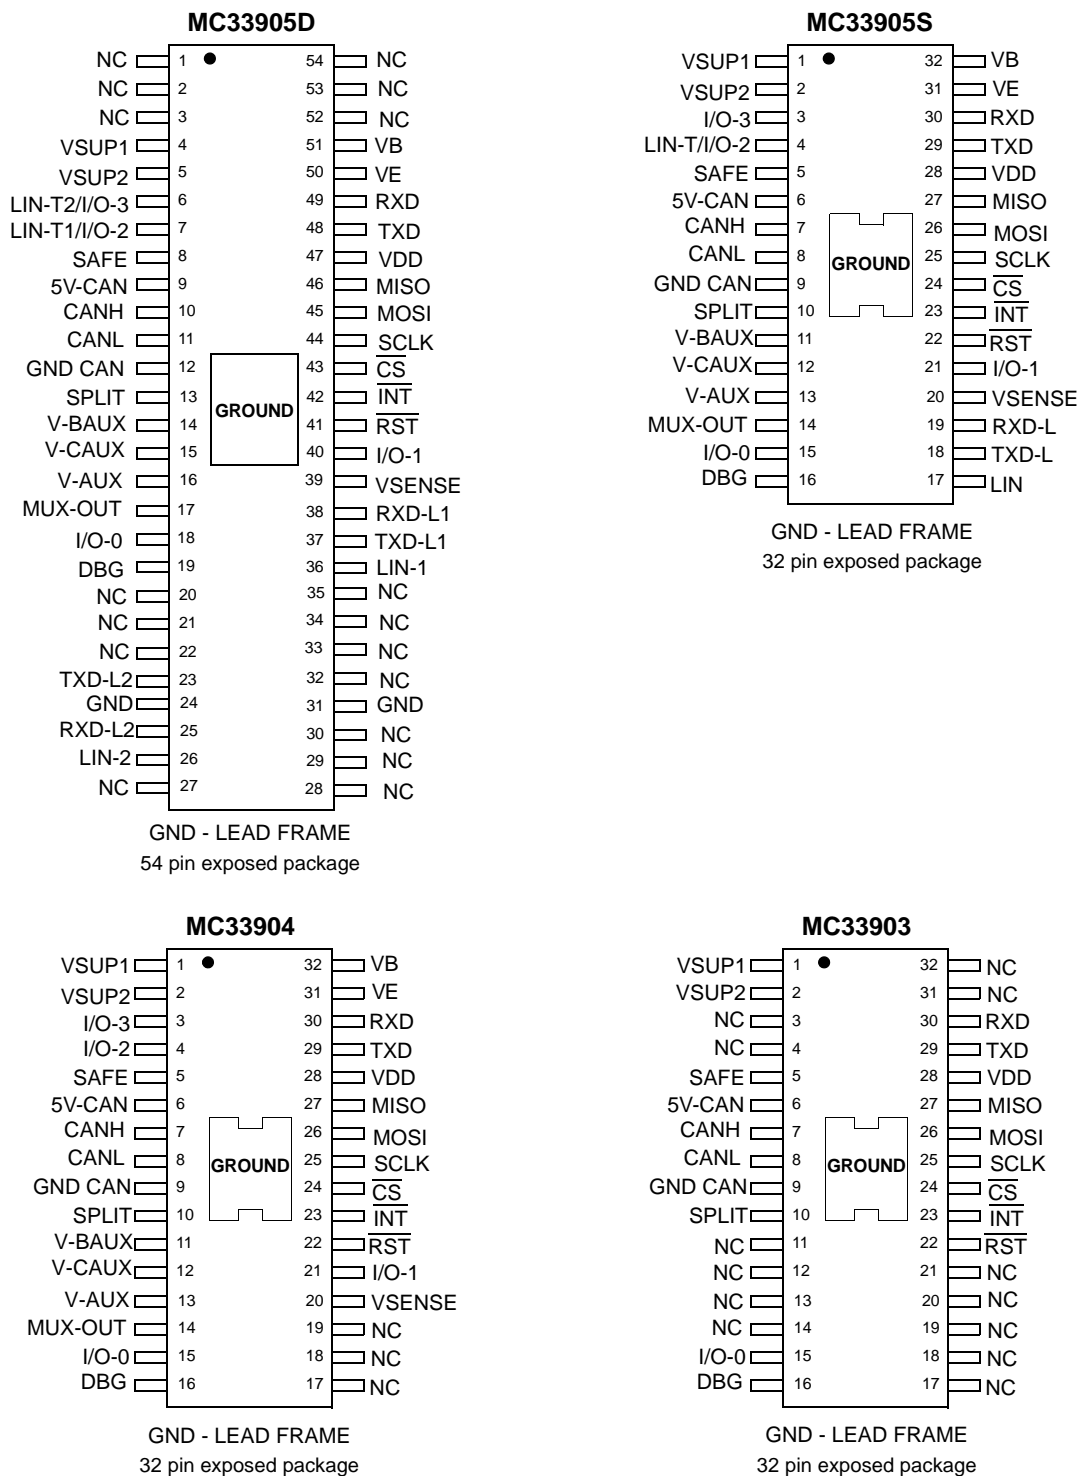 MC33905D
NC 1 54 NC
NC 2 53 NC
NC 3 52 NC
VSUP1 4 51 VB
VSUP2 5 50 VE
LIN-T2/I/O-3 6 49 RXD
LIN-T1/I/O-2 7 48 TXD
SAFE 8 47 VDD
5V-CAN 9 46 MISO
CANH 10 45 MOSI
CANL 11 44 SCLK
GND CAN 12 43 CS
SPLIT 13 42 INT
GROUND
V-BAUX 14 41 RST
V-CAUX 15 40 I/O-1
V-AUX 16 39 VSENSE
MUX-OUT 17 38 RXD-L1
I/O-0 18 37 TXD-L1
DBG 19 36 LIN-1
NC 20 35 NC
NC 21 34 NC
NC 22 33 NC
TXD-L2 23 32 NC
GND 24 31 GND
RXD-L2 25 30 NC
LIN-2 26 29 NC
NC 27 28 NC
GND - LEAD FRAME
54 pin exposed package
MC33905S
VSUP1 1 32 VB
VSUP2 2 31 VE
I/O-3 3 30 RXD
LIN-T/I/O-2 4 29 TXD
SAFE 5 28 VDD
5V-CAN 6 27 MISO
CANH 7 26 MOSI
CANL 8 25 SCLK
GROUND
GND CAN 9 24 CS
SPLIT 10 23 INT
V-BAUX 11 22 RST
V-CAUX 12 21 I/O-1
V-AUX 13 20 VSENSE
MUX-OUT 14 19 RXD-L
I/O-0 15 18 TXD-L
DBG 16 17 LIN
GND - LEAD FRAME
32 pin exposed package
MC33904
VSUP1 1 32 VB
VSUP2 2 31 VE
I/O-3 3 30 RXD
I/O-2 4 29 TXD
SAFE 5 28 VDD
5V-CAN 6 27 MISO
CANH 7 26 MOSI
CANL 8 GROUND 25 SCLK
GND CAN 9 24 CS
SPLIT 10 23 INT
V-BAUX 11 22 RST
V-CAUX 12 21 I/O-1
V-AUX 13 20 VSENSE
MUX-OUT 14 19 NC
I/O-0 15 18 NC
DBG 16 17 NC
GND - LEAD FRAME
32 pin exposed package
MC33903
VSUP1 1 32 NC
VSUP2 2 31 NC
NC 3 30 RXD
NC 4 29 TXD
SAFE 5 28 VDD
5V-CAN 6 27 MISO
CANH 7 26 MOSI
CANL 8 GROUND 25 SCLK
GND CAN 9 24 CS
SPLIT 10 23 INT
NC 11 22 RST
NC 12 21 NC
NC 13 20 NC
NC 14 19 NC
I/O-0 15 18 NC
DBG 16 17 NC
GND - LEAD FRAME
32 pin exposed package